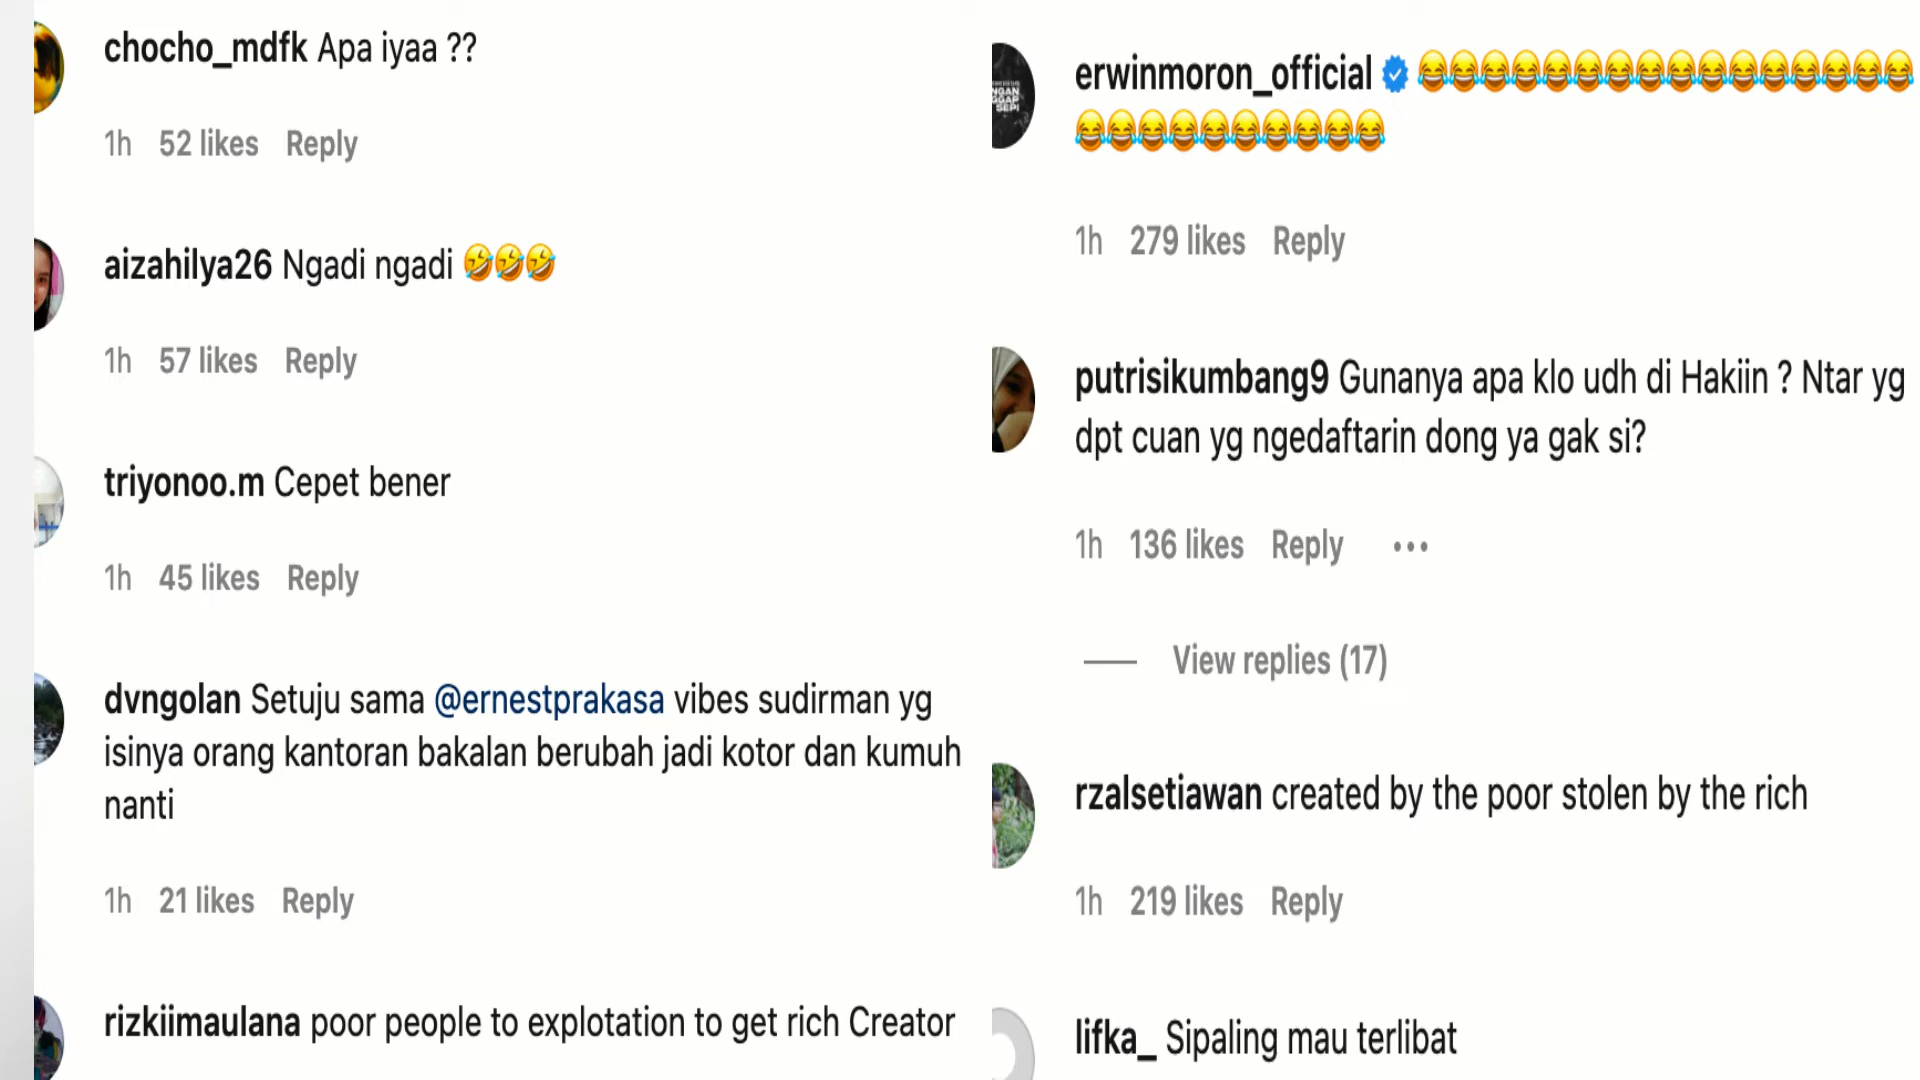 chocho_mdfk Apa iyaa ??
1h 52 likes Reply
aizahilya26 Ngadi ngadi 🤣🤣🤣
1h 57 likes Reply
triyonoo.m Cepet bener
1h 45 likes Reply
dvngolan Setuju sama @ernestprakasa vibes sudirman yg
isinya orang kantoran bakalan berubah jadi kotor dan kumuh
nanti
1h 21 likes Reply
rizkiimaulana poor people to explotation to get rich Creator
NGAN
GGAP
SEPI
erwinmoron_official 😂😂😂😂😂😂😂😂😂😂😂😂😂😂😂😂
😂😂😂😂😂😂😂😂😂😂
1h 279 likes Reply
putrisikumbang9 Gunanya apa klo udh di Hakiin ? Ntar yg
dpt cuan yg ngedaftarin dong ya gak si?
1h 136 likes Reply •••
View replies (17)
rzalsetiawan created by the poor stolen by the rich
1h 219 likes Reply
lifka_ Sipaling mau terlibat